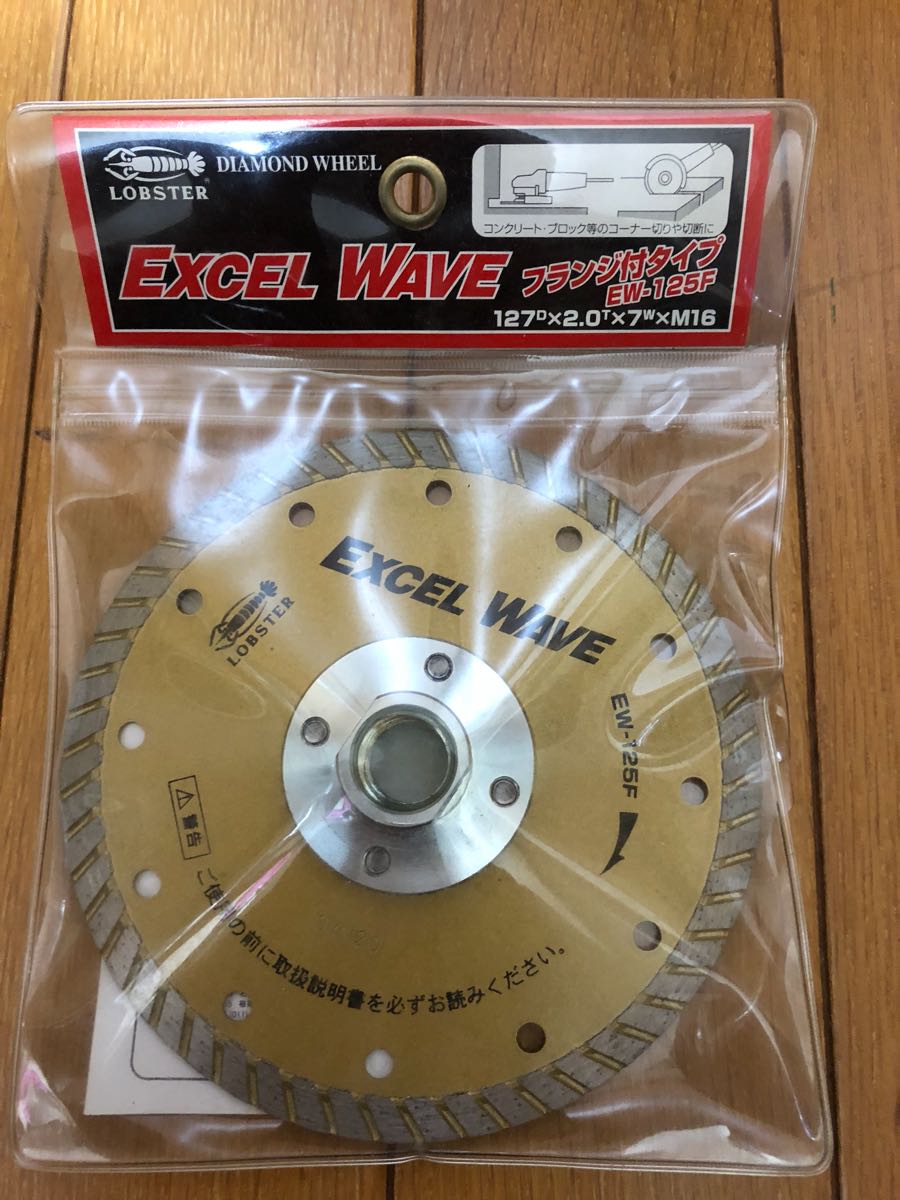 LOBSTER
DIAMOND WHEEL
コンクリート・ブロック等のコーナー切りや切断に
EXCEL WAVE
フランジ付タイプ
EW-125F
127ᴰ×2.0ᵀ×7ᵂ×M16
EXCEL WAVE
LOBSTER
EW-125F
警告
ご使用の前に取扱説明書を必ずお読みください。